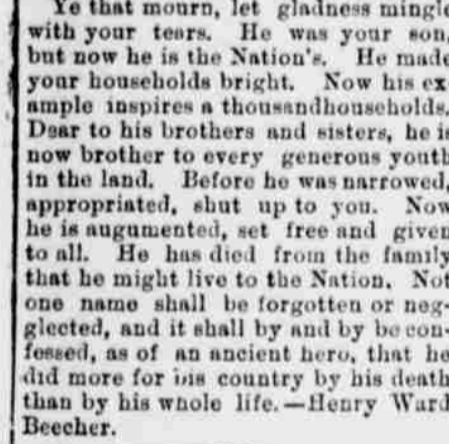 Ye that mourn, let gladness mingle
with your tears. He was your son,
but now he is the Nation's. He made
your households bright. Now his ex-
ample inspires a thousandhouseholds.
Dear to his brothers and sisters, he is
now brother to every generous youth
in the land. Before he was narrowed,
appropriated, shut up to you. Now
he is augumented, set free and given
to all. He has died from the family
that he might live to the Nation. Not
one name shall be forgotten or neg-
glected, and it shall by and by be con-
fessed, as of an ancient hero, that he
did more for his country by his death
than by his whole life.—Henry Ward
Beecher.